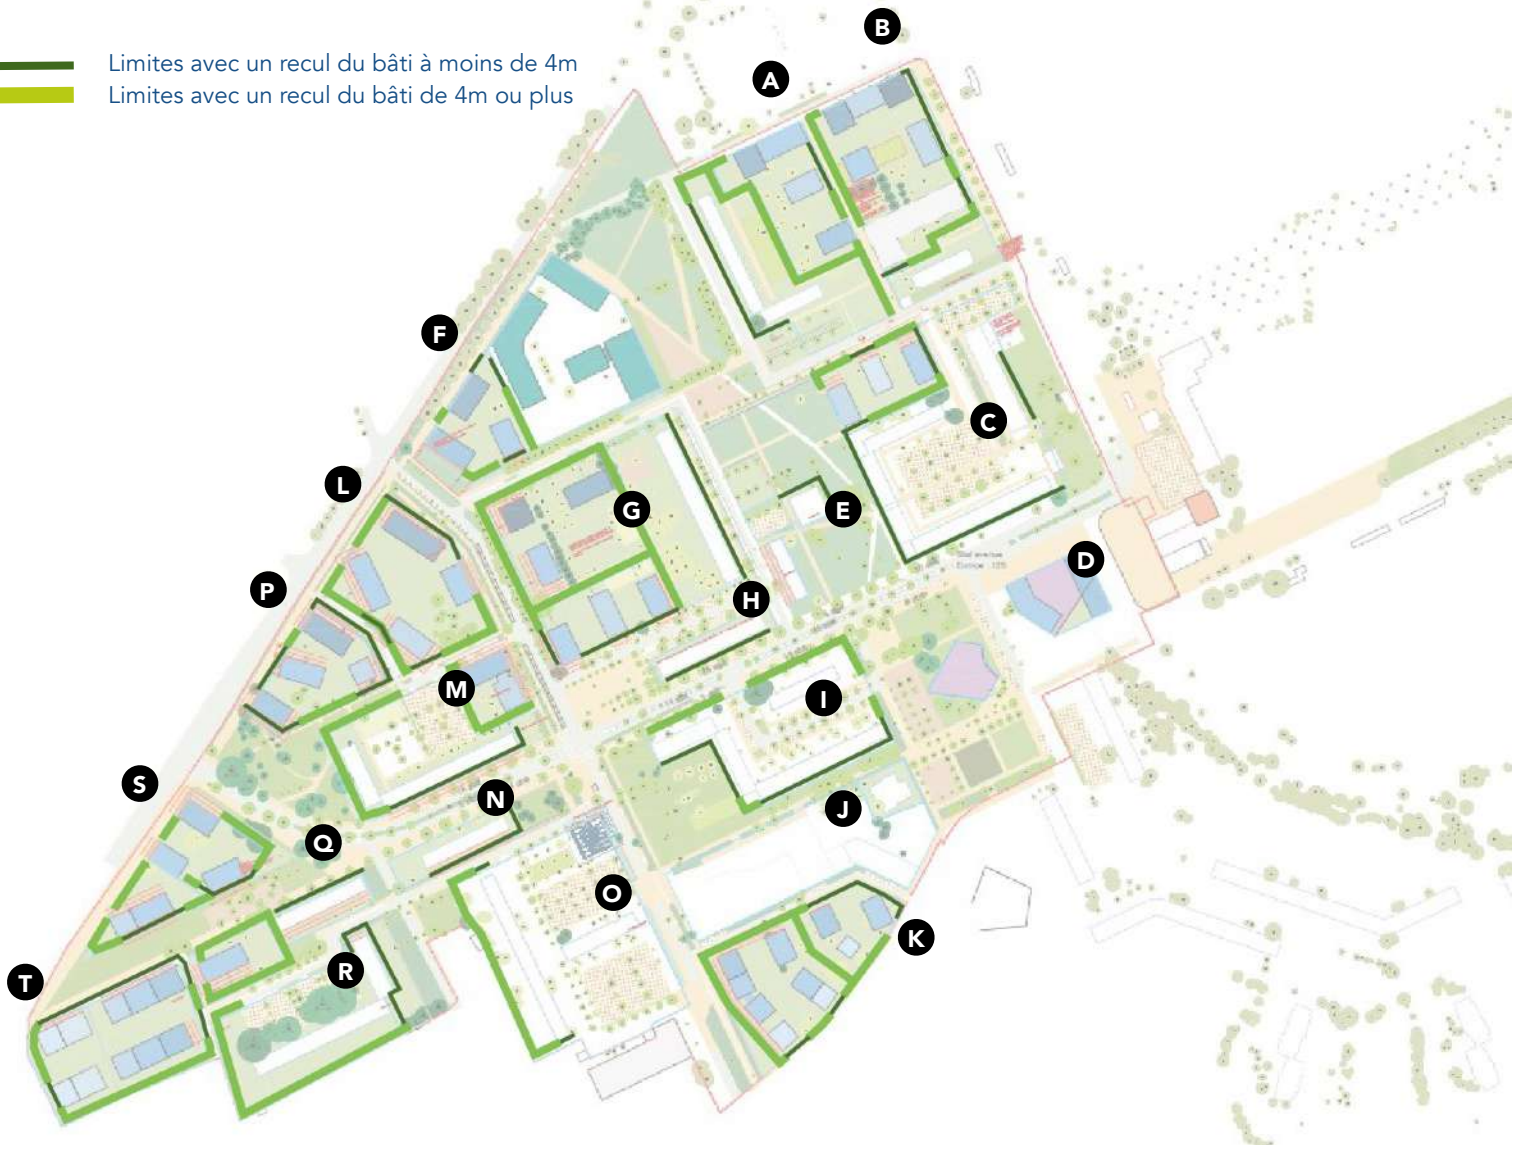 B
Limites avec un recul du bâti à moins de 4m
A
Limites avec un recul du bâti de 4m ou plus
F
C
L
G
E
D
P
H
M
I
S
N
J
Q
O
K
R
T